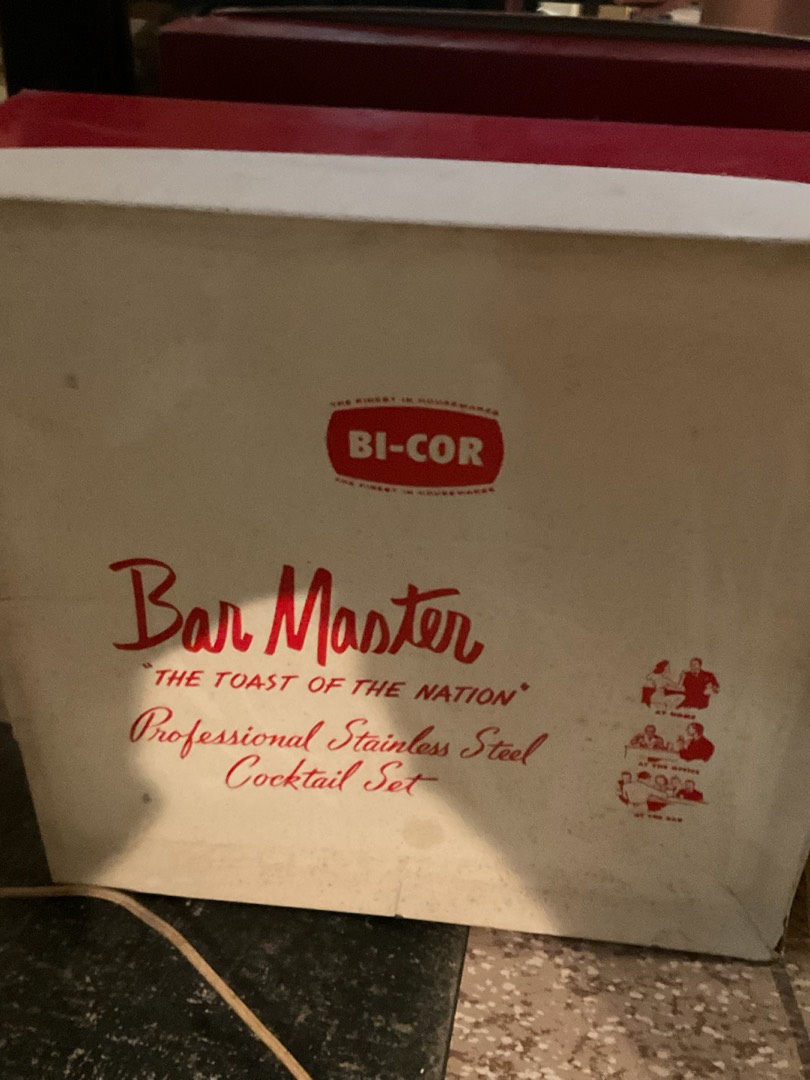 THE FINEST IN HOUSEWARES
BI-COR
THE FINEST IN HOUSEWARES
Bar Master
"THE TOAST OF THE NATION"
Professional Stainless Steel
Cocktail Set
AT HOME
AT THE OFFICE
AT THE BAR